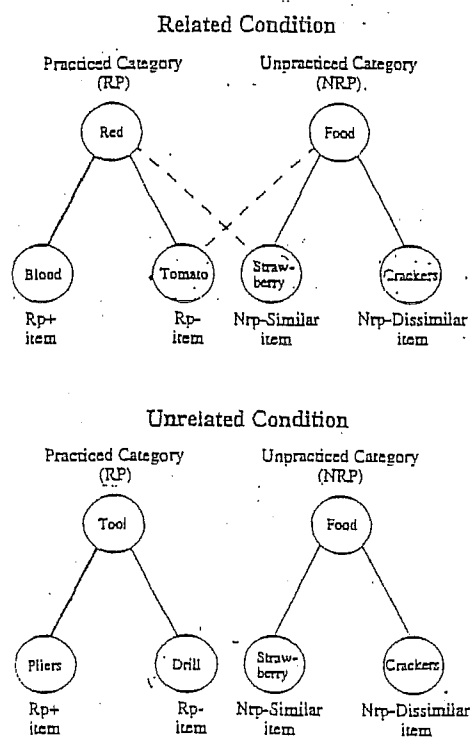 Related Condition
Practiced Category
(RP)
Unpracticed Category
(NRP)
Red
Food
Blood
Tomato
Straw-
berry
Crackers
Rp+
item
Rp-
item
Nrp-Similar
item
Nrp-Dissimilar
item
Unrelated Condition
Practiced Category
(RP)
Unpracticed Category
(NRP)
Tool
Food
Pliers
Drill
Straw-
berry
Crackers
Rp+
item
Rp-
item
Nrp-Similar
item
Nrp-Dissimilar
item